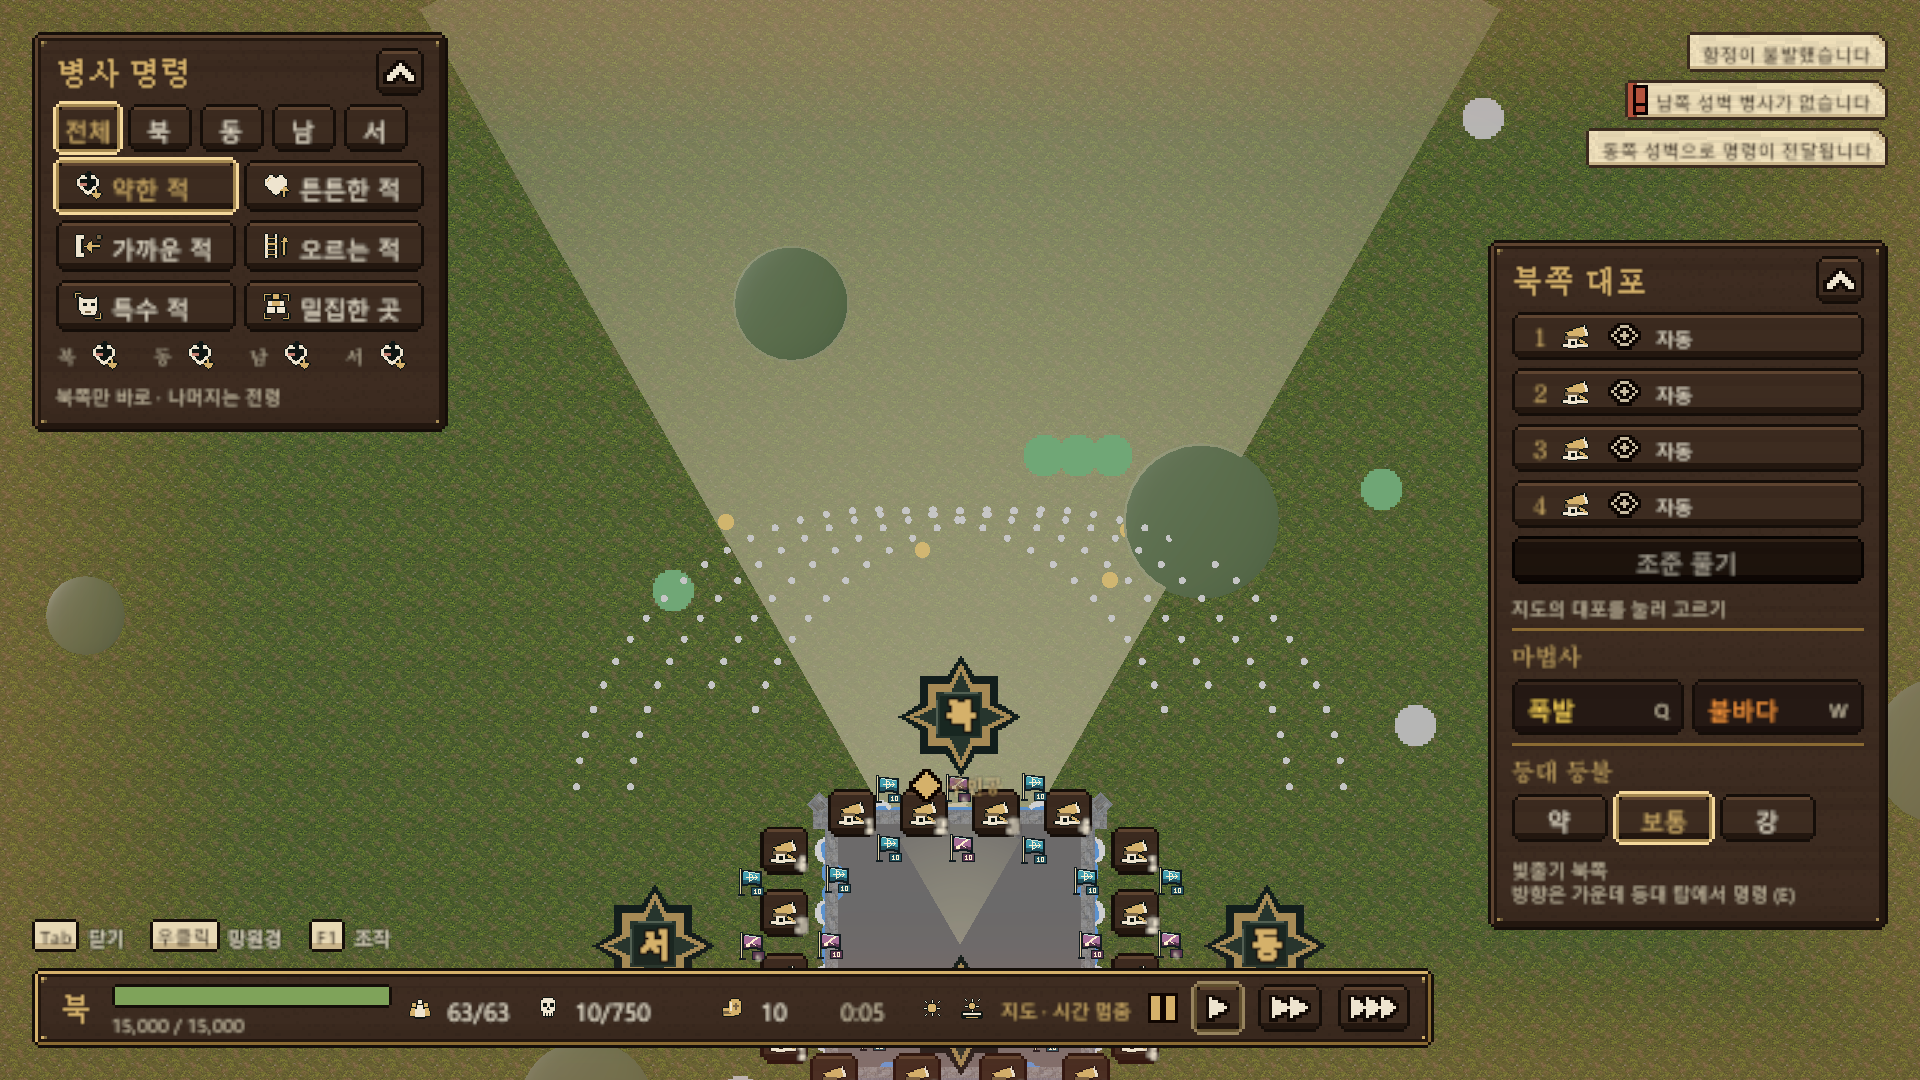 병사 명령
전체 북 동 남 서
약한 적 튼튼한 적
가까운 적 오르는 적
특수 적 밀집한 곳
북 동 남 서
북쪽만 바로 · 나머지는 전령
함정이 불발했습니다
남쪽 성벽 병사가 없습니다
동쪽 성벽으로 명령이 전달됩니다
북쪽 대포
1 자동
2 자동
3 자동
4 자동
조준 풀기
지도의 대포를 눌러 고르기
마법사
폭발 Q 불바다 W
등대 등불
약 보통 강
빛줄기 북쪽
방향은 가운데 등대 탑에서 명령 (E)
북
서 동
Tab 닫기 우클릭 망원경 F1 조작
북
15,000 / 15,000
63/63 10/750 10 0:05 지도 · 시간 멈춤